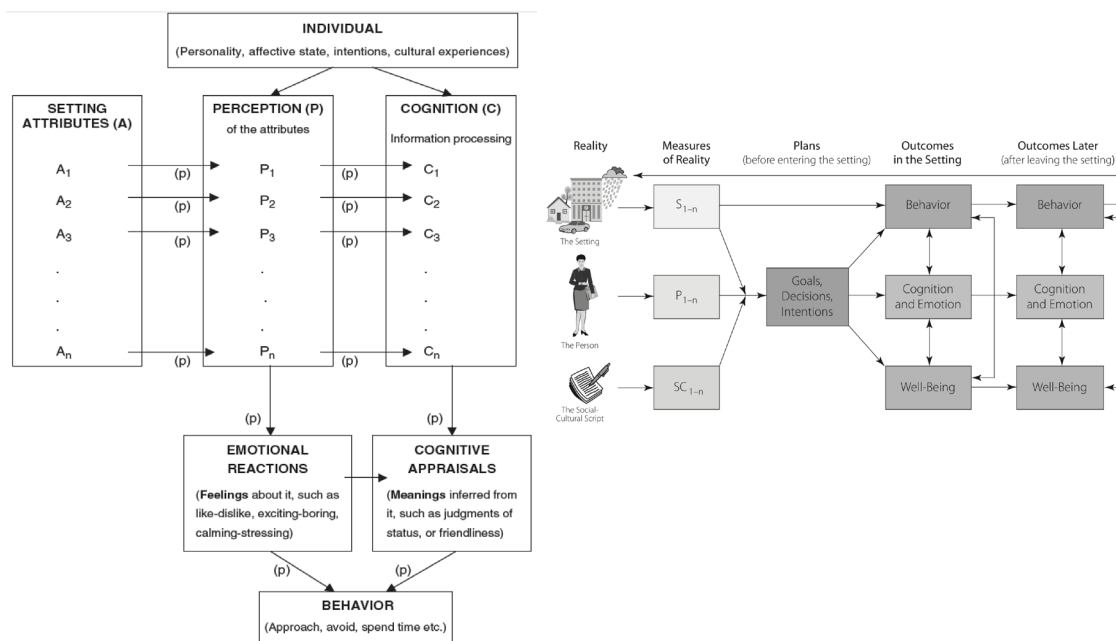 INDIVIDUAL
(Personality, affective state, intentions, cultural experiences)
SETTING
ATTRIBUTES (A)
A1
A2
A3
.
.
.
An
(p)
(p)
(p)
(p)
PERCEPTION (P)
of the attributes
P1
P2
P3
.
.
.
Pn
(p)
(p)
(p)
(p)
COGNITION (C)
Information processing
C1
C2
C3
.
.
.
Cn
(p)
(p)
EMOTIONAL
REACTIONS
(Feelings about it, such as
like-dislike, exciting-boring,
calming-stressing)
COGNITIVE
APPRAISALS
(Meanings inferred from
it, such as judgments of
status, or friendliness)
(p)
(p)
BEHAVIOR
(Approach, avoid, spend time etc.)
Reality
Measures
of Reality
Plans
(before entering the setting)
Outcomes
in the Setting
Outcomes Later
(after leaving the setting)
The Setting
S1–n
Behavior
Behavior
The Person
P1–n
Goals,
Decisions,
Intentions
Cognition
and Emotion
Cognition
and Emotion
The Social-
Cultural Script
SC1–n
Well-Being
Well-Being